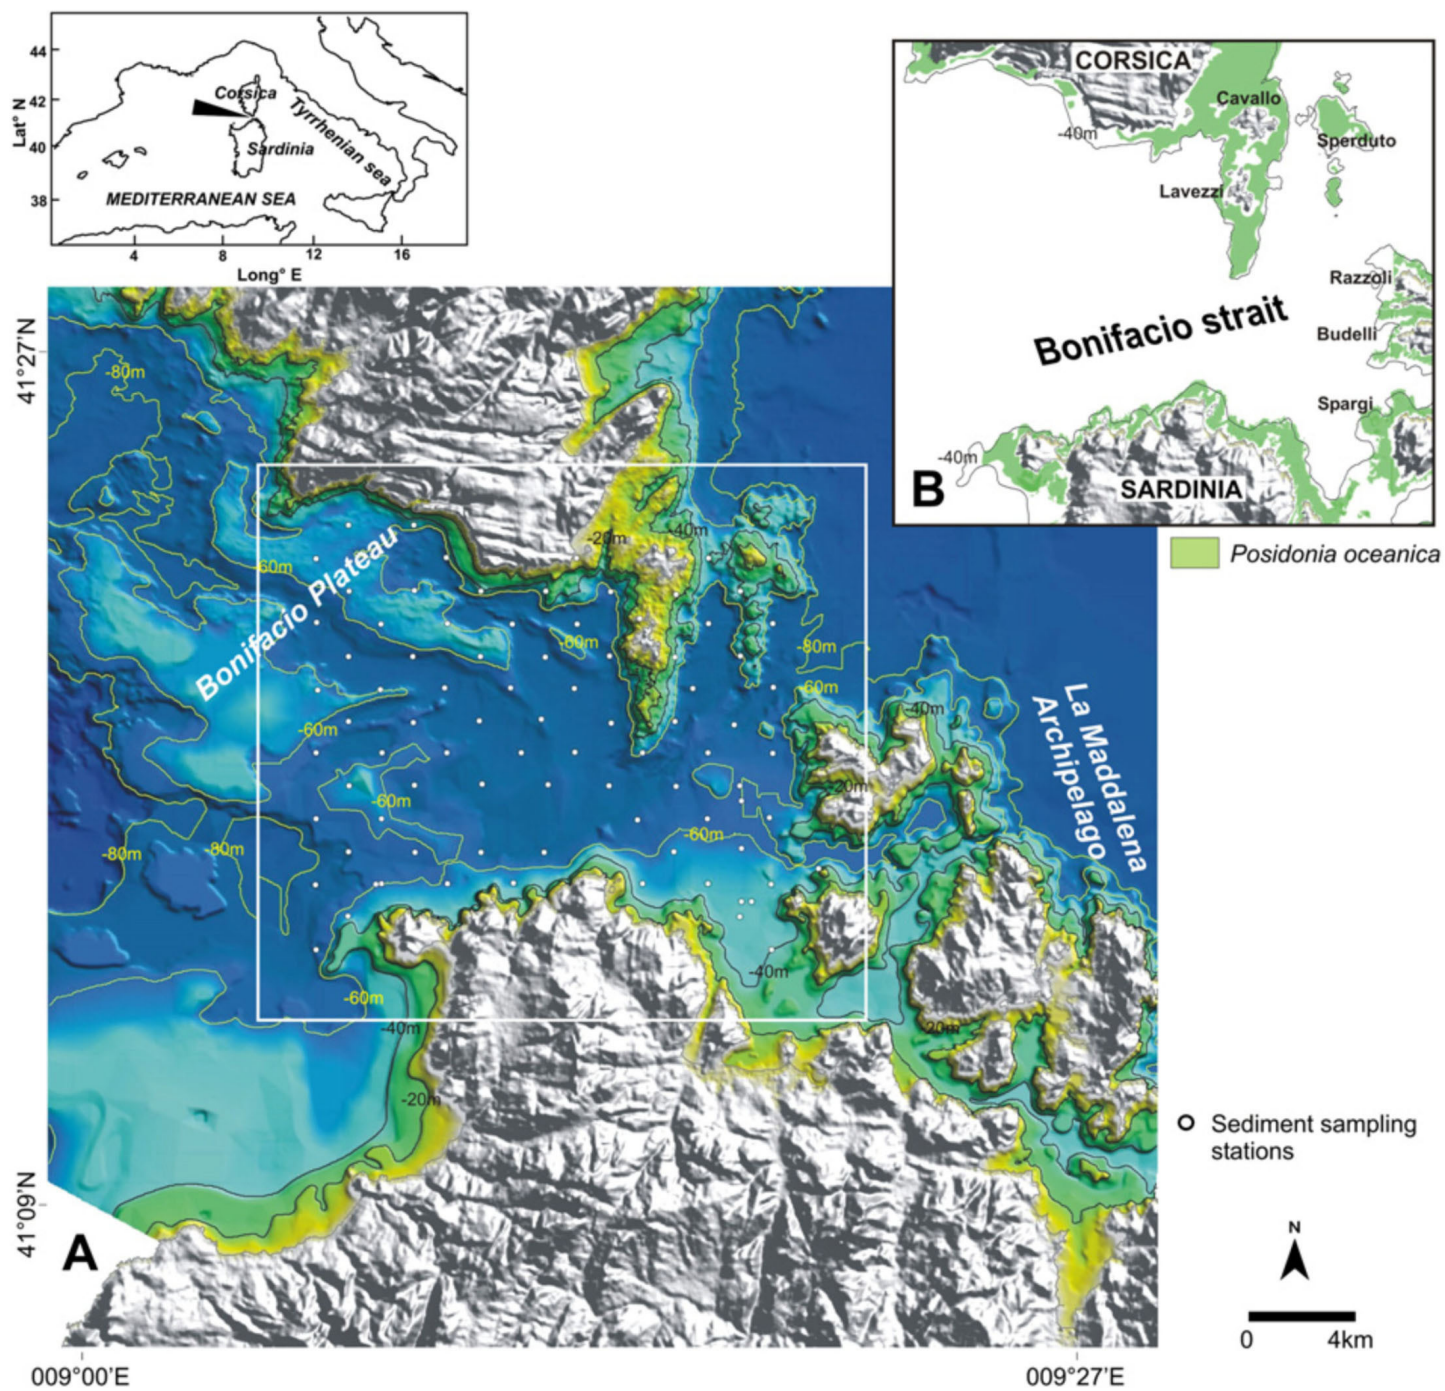 44
42
40
38
Lat° N
Corsica
Sardinia
Tyrrhenian sea
MEDITERRANEAN SEA
4
8
12
16
Long° E
CORSICA
Cavallo
-40m
Sperduto
Lavezzi
Razzoli
Bonifacio strait
Budelli
Spargi
-40m
B
SARDINIA
Posidonia oceanica
41°27'N
-80m
-20m
-40m
60m
Bonifacio Plateau
-60m
-80m
-60m
-40m
-60m
La Maddalena
Archipelago
-20m
-60m
-60m
-80m
-80m
-40m
-60m
-40m
20m
-20m
Sediment sampling
stations
41°09'N
A
N
0
4km
009°00'E
009°27'E